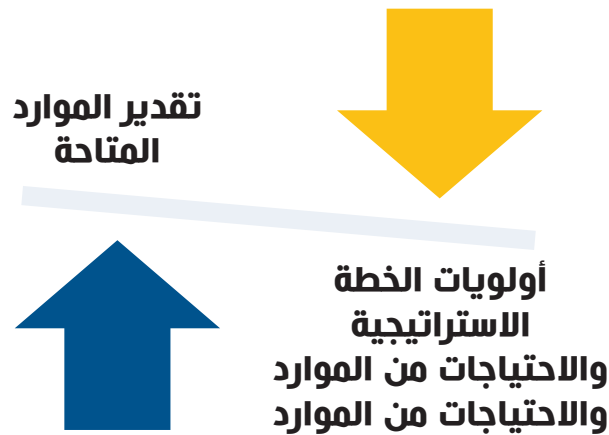 تقدير الموارد
المتاحة
أولويات الخطة
الاستراتيجية
والاحتياجات من الموارد
والاحتياجات من الموارد